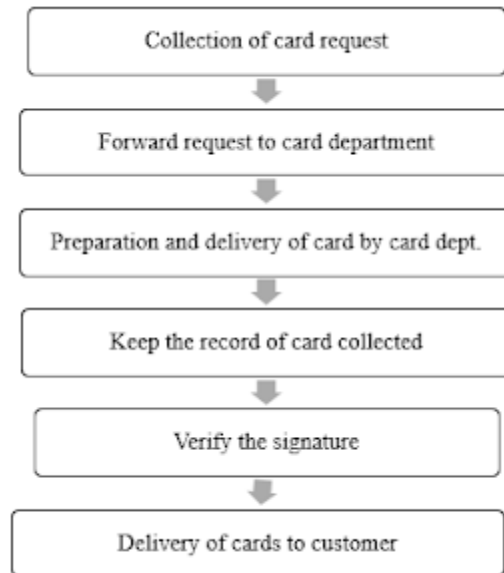 Collection of card request
Forward request to card department
Preparation and delivery of card by card dept.
Keep the record of card collected
Verify the signature
Delivery of cards to customer